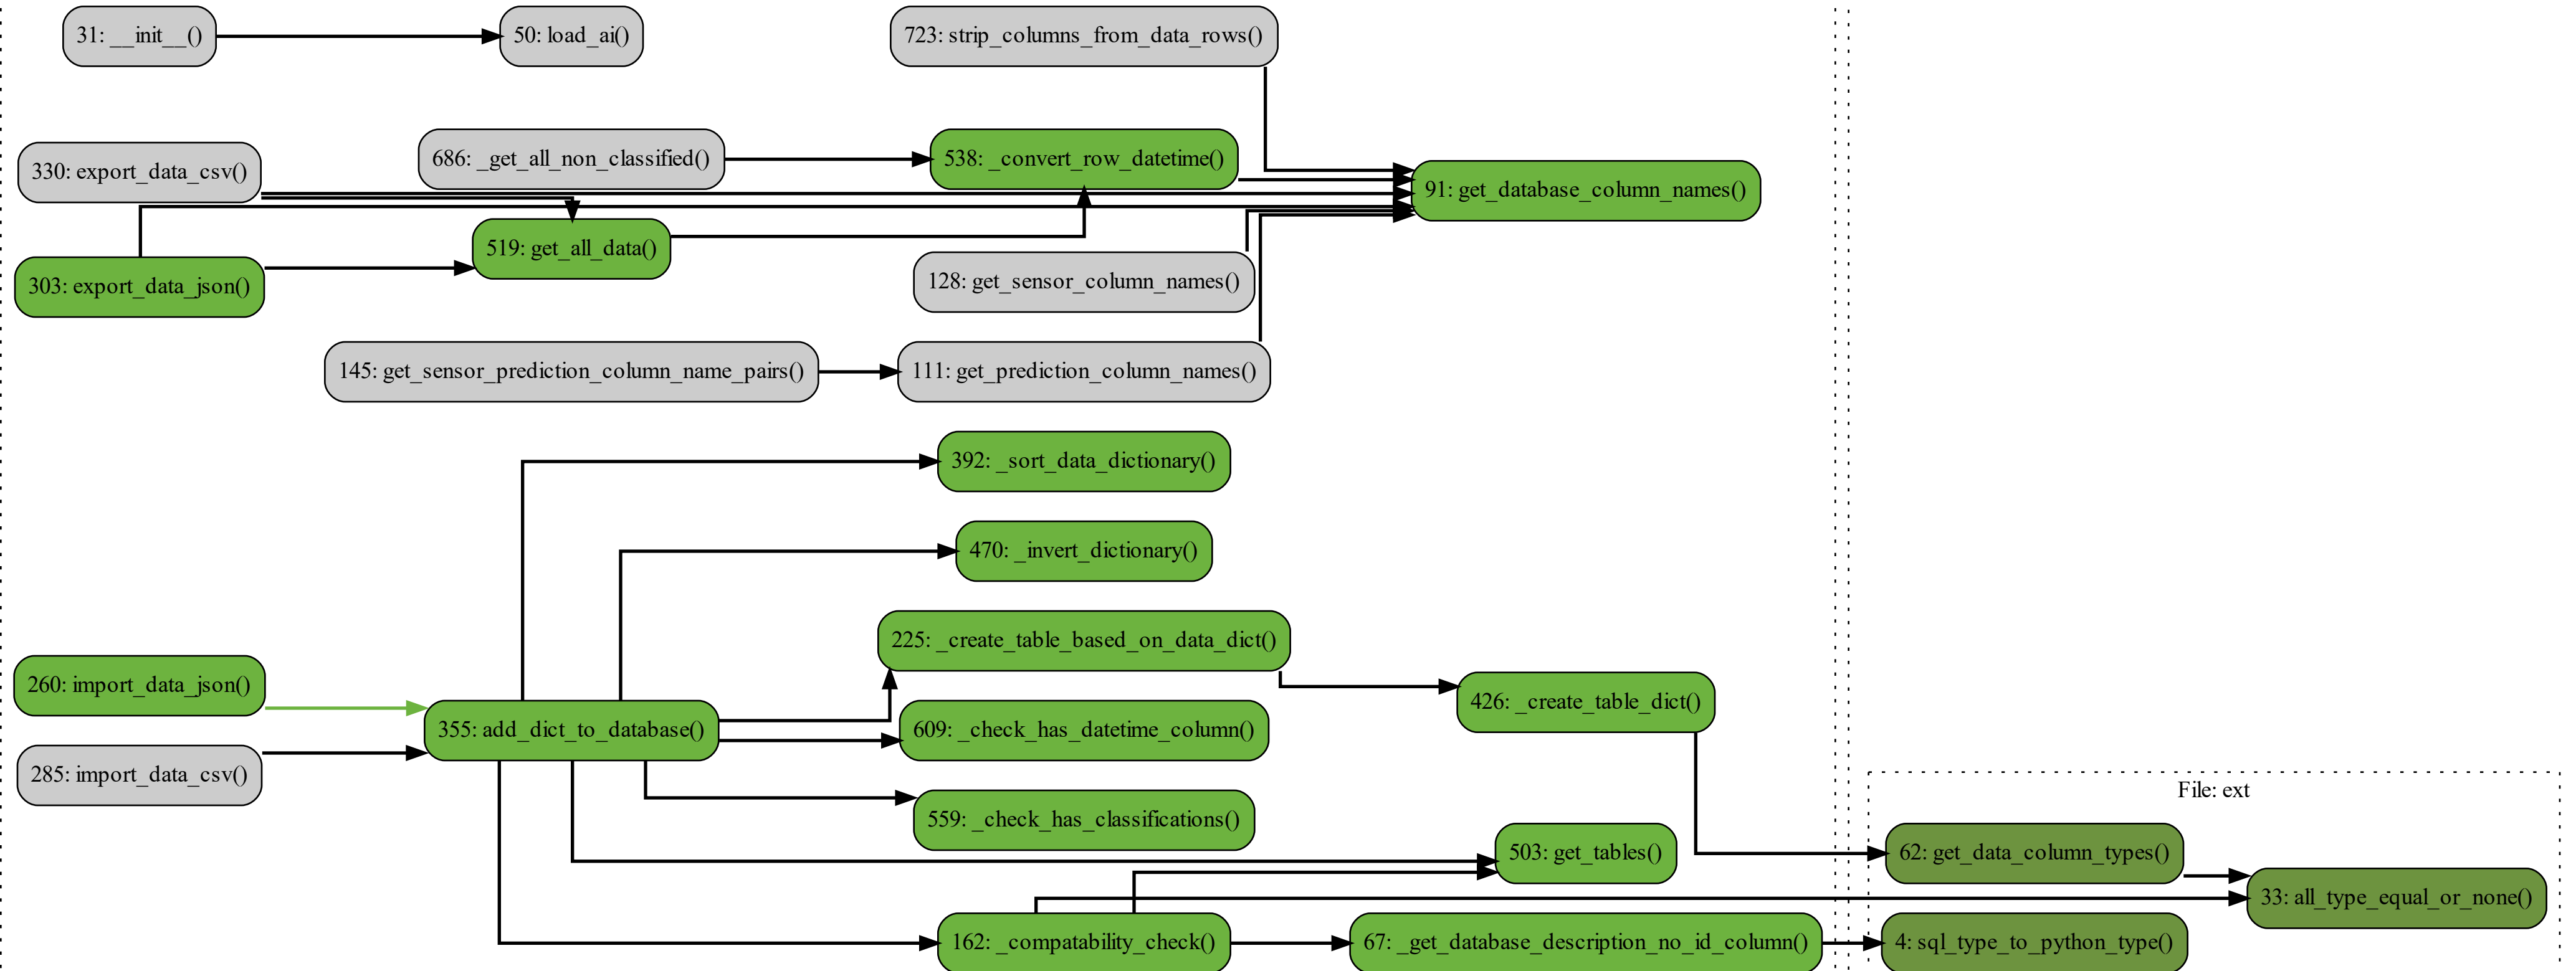 31: __init__()
50: load_ai()
723: strip_columns_from_data_rows()
330: export_data_csv()
686: _get_all_non_classified()
538: _convert_row_datetime()
91: get_database_column_names()
519: get_all_data()
303: export_data_json()
128: get_sensor_column_names()
145: get_sensor_prediction_column_name_pairs()
111: get_prediction_column_names()
392: _sort_data_dictionary()
470: _invert_dictionary()
225: _create_table_based_on_data_dict()
260: import_data_json()
426: _create_table_dict()
355: add_dict_to_database()
609: _check_has_datetime_column()
285: import_data_csv()
File: ext
559: _check_has_classifications()
503: get_tables()
62: get_data_column_types()
33: all_type_equal_or_none()
162: _compatability_check()
67: _get_database_description_no_id_column()
4: sql_type_to_python_type()